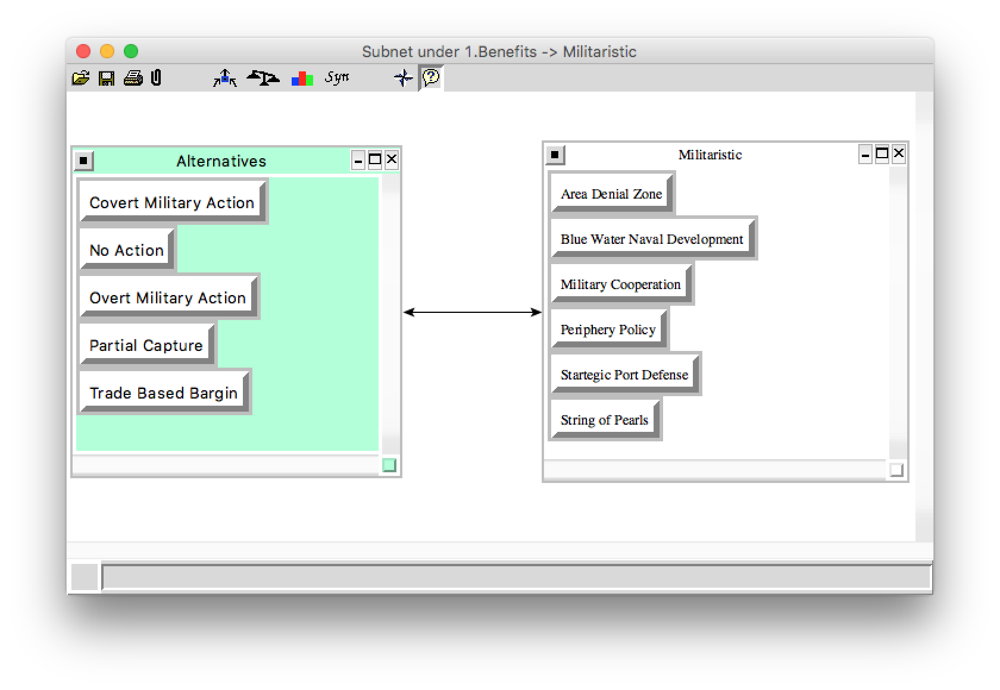 Subnet under 1.Benefits -> Militaristic
Syn
Alternatives
Covert Military Action
No Action
Overt Military Action
Partial Capture
Trade Based Bargin
Militaristic
Area Denial Zone
Blue Water Naval Development
Military Cooperation
Periphery Policy
Startegic Port Defense
String of Pearls